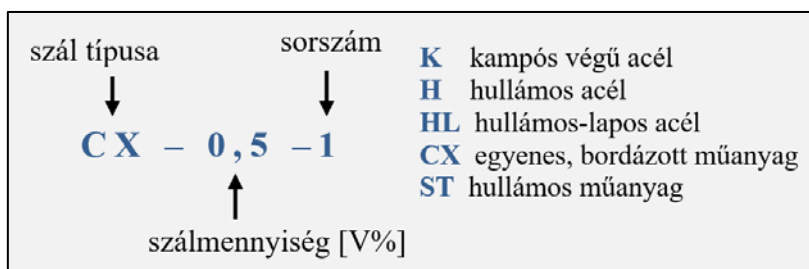 szál típusa
sorszám
CX – 0,5 –1
szálmennyiség [V%]
K kampós végű acél
H hullámos acél
HL hullámos-lapos acél
CX egyenes, bordázott műanyag
ST hullámos műanyag